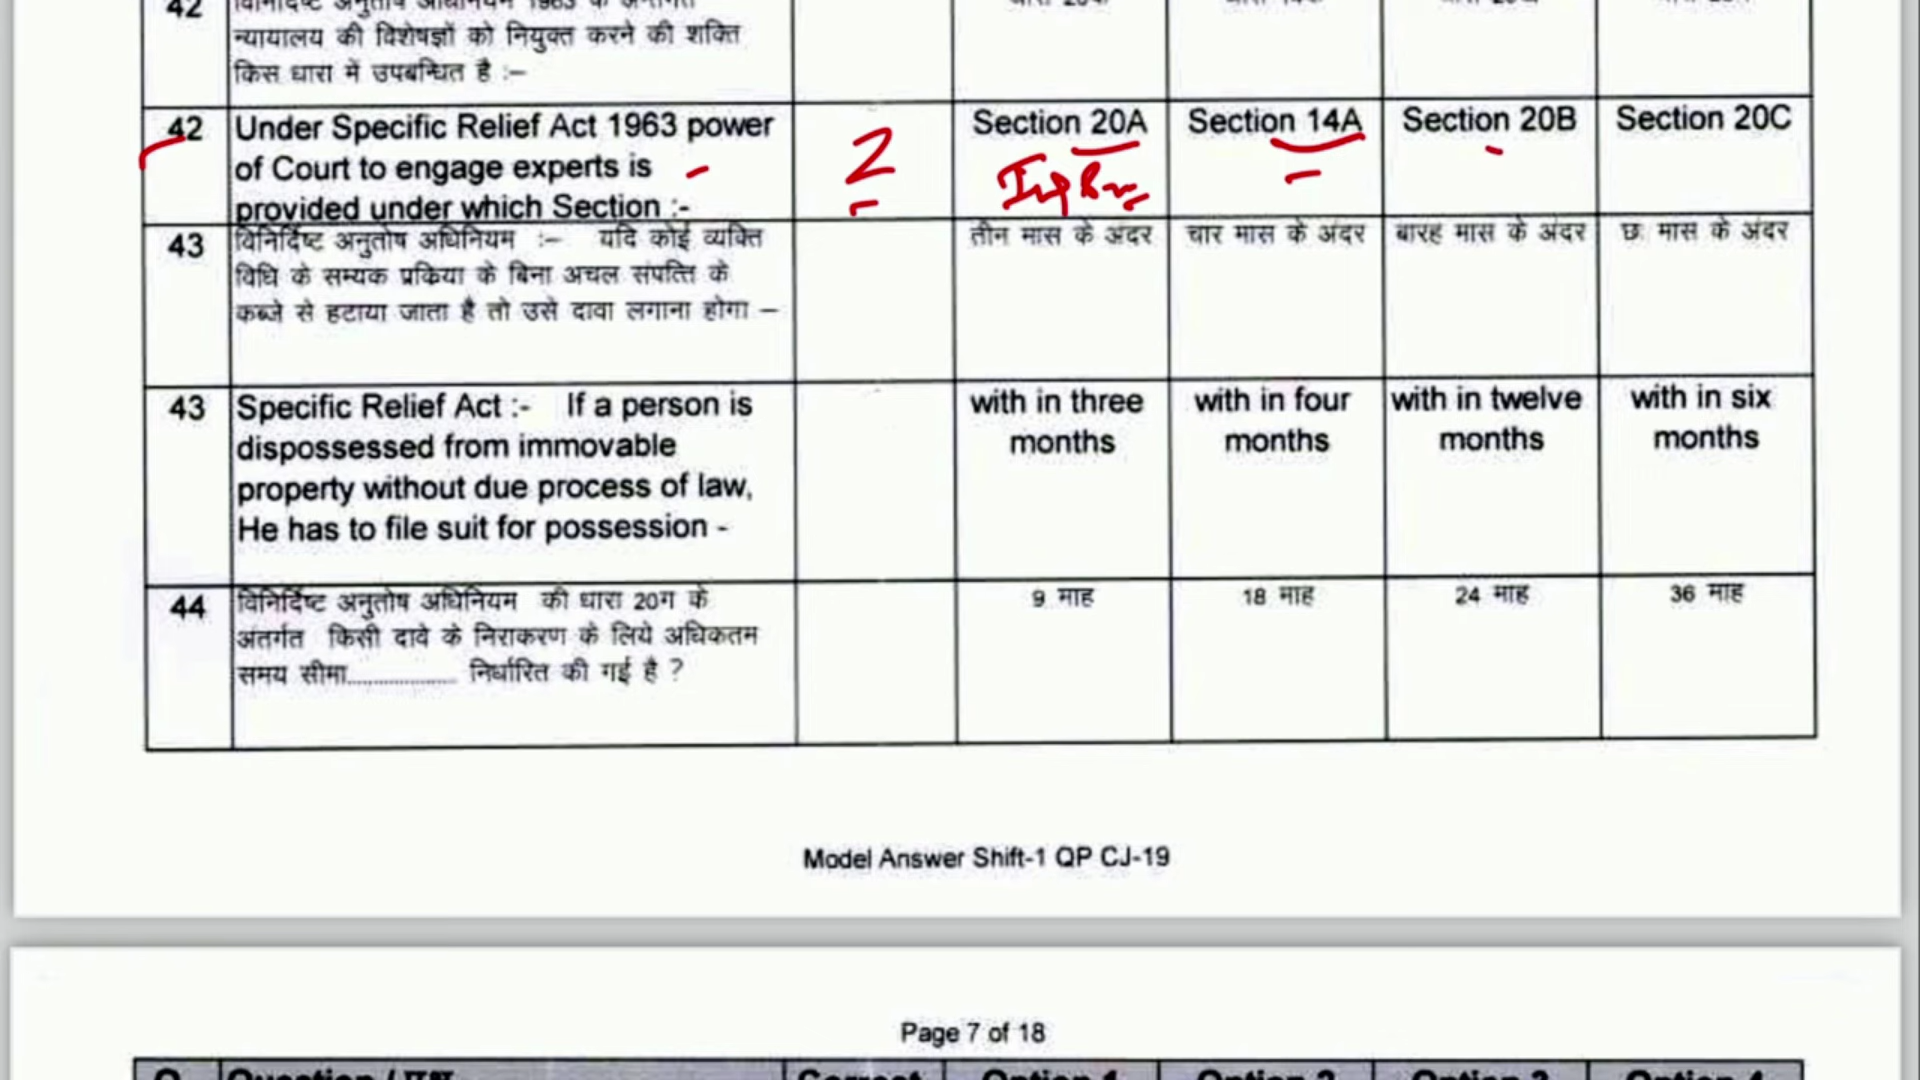 42
न्यायालय की विशेषज्ञों को नियुक्त करने की शक्ति
किस धारा में उपबन्धित है :–
42 Under Specific Relief Act 1963 power of Court to engage experts is provided under which Section :-
2
Section 20A
Section 14A
Section 20B
Section 20C
43 विनिर्दिष्ट अनुतोष अधिनियम :– यदि कोई व्यक्ति
विधि के सम्यक प्रकिया के बिना अचल संपत्ति के
कब्जे से हटाया जाता है तो उसे दावा लगाना होगा –
तीन मास के अंदर
चार मास के अंदर
बारह मास के अंदर
छः मास के अंदर
43 Specific Relief Act :- If a person is
dispossessed from immovable
property without due process of law,
He has to file suit for possession -
with in three
months
with in four
months
with in twelve
months
with in six
months
44 विनिर्दिष्ट अनुतोष अधिनियम की धारा 20ग के
अंतर्गत किसी दावे के निराकरण के लिये अधिकतम
समय सीमा.................. निर्धारित की गई है ?
9 माह
18 माह
24 माह
36 माह
Model Answer Shift-1 QP CJ-19
Page 7 of 18